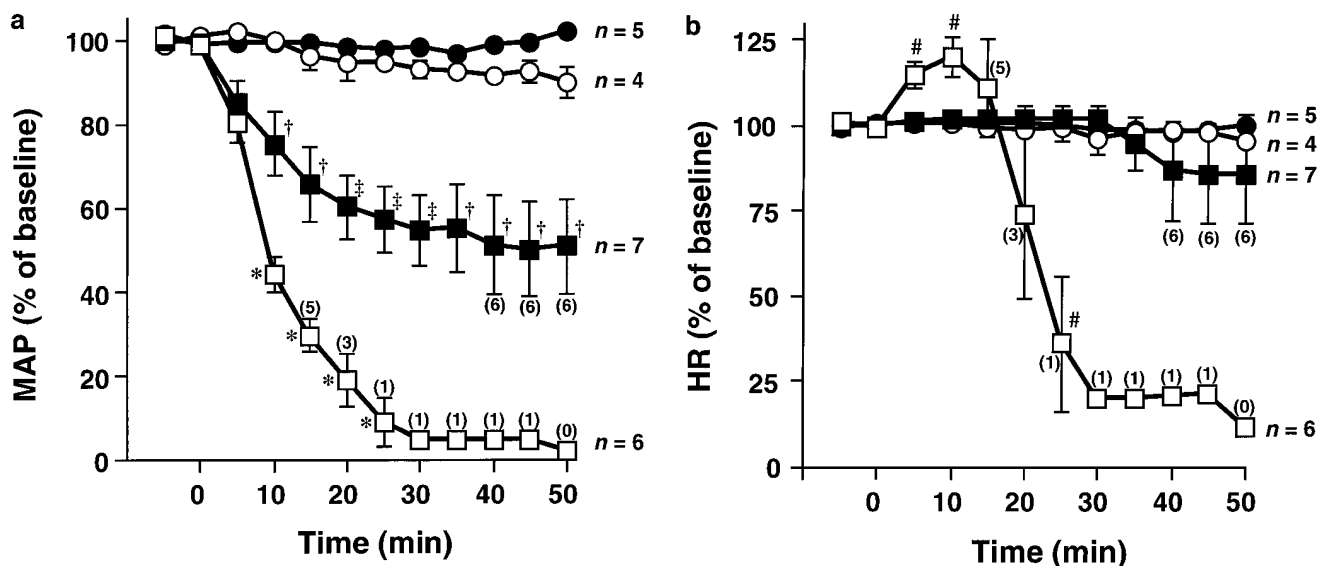 a
MAP (% of baseline)
100
80
60
40
20
0
n = 5
n = 4
†
†
‡
‡
‡
†
†
†
†
n = 7
(6) (6) (6)
*
(5)
*
(3)
*
(1)
*
(1) (1) (1) (1) (0)
n = 6
0 10 20 30 40 50
Time (min)
b
HR (% of baseline)
125
100
75
50
25
0
#
#
(5)
n = 5
n = 4
n = 7
(6) (6) (6)
(3)
#
(1)
(1) (1) (1) (1)
(0)
n = 6
0 10 20 30 40 50
Time (min)